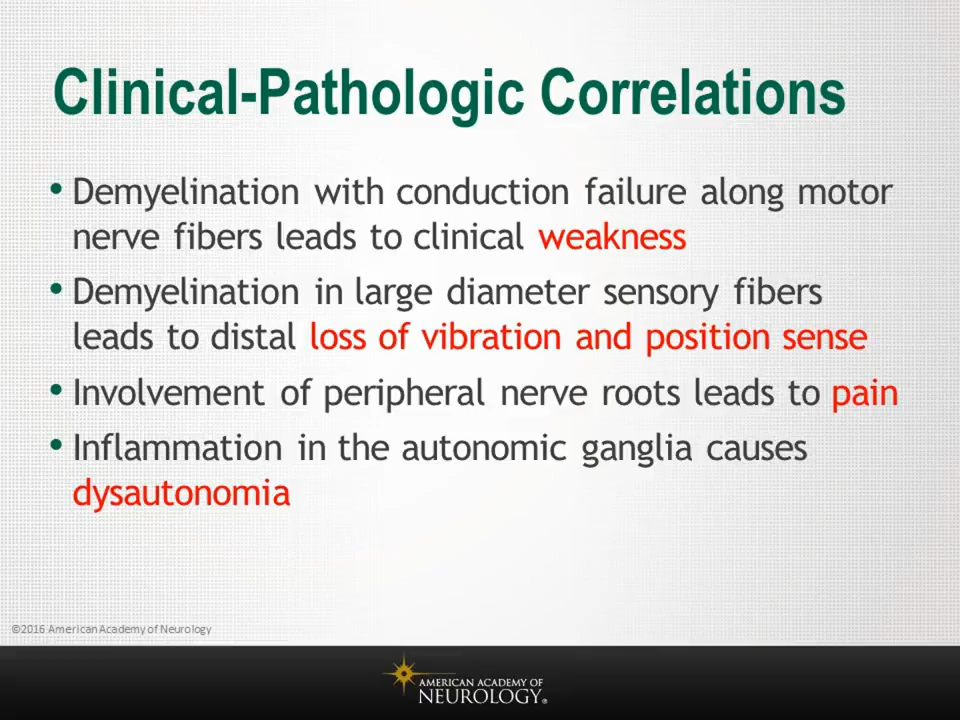 Clinical-Pathologic Correlations
• Demyelination with conduction failure along motor
nerve fibers leads to clinical weakness
• Demyelination in large diameter sensory fibers
leads to distal loss of vibration and position sense
• Involvement of peripheral nerve roots leads to pain
• Inflammation in the autonomic ganglia causes
dysautonomia
©2016 American Academy of Neurology
AMERICAN ACADEMY OF
NEUROLOGY®